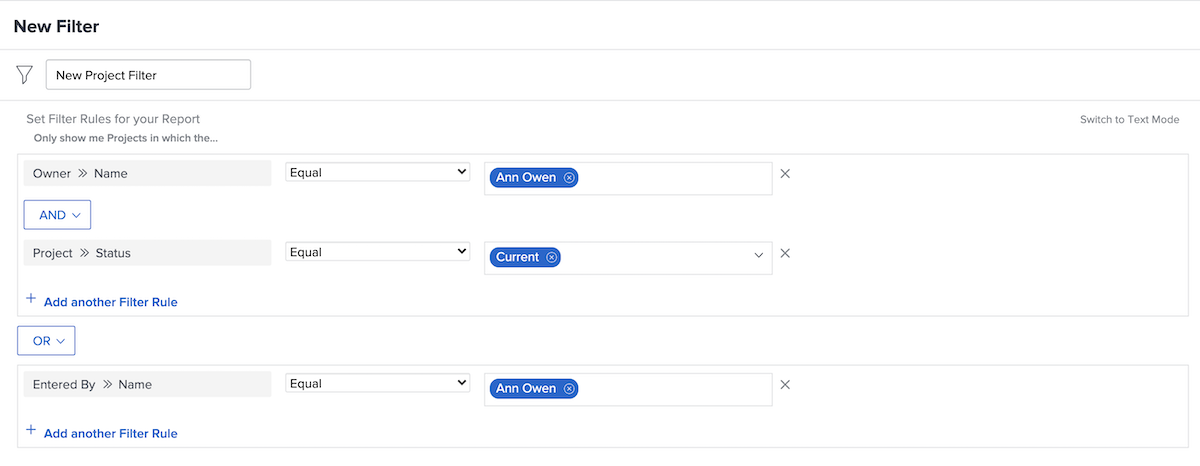 New Filter
New Project Filter
Set Filter Rules for your Report
Switch to Text Mode
Only show me Projects in which the...
Owner >> Name Equal Ann Owen
AND
Project >> Status Equal Current
+ Add another Filter Rule
OR
Entered By >> Name Equal Ann Owen
+ Add another Filter Rule